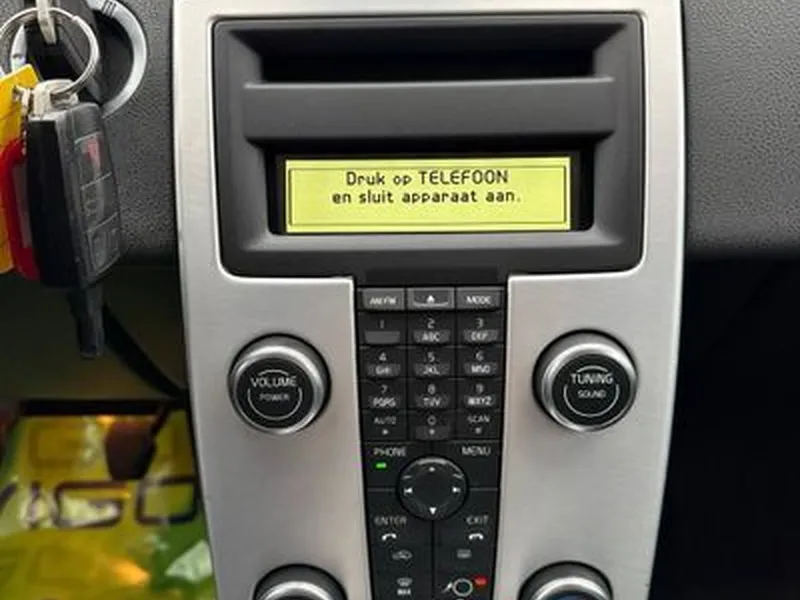 Druk op TELEFOON
en sluit apparaat aan.
AM/FM
MODE
1
2
3
ABC
DEF
4
5
6
GHI
JKL
MNO
7
8
9
PQRS
TUV
WXYZ
AUTO
0
SCAN
VOLUME
POWER
TUNING
SOUND
PHONE
MENU
ENTER
EXIT
MAX